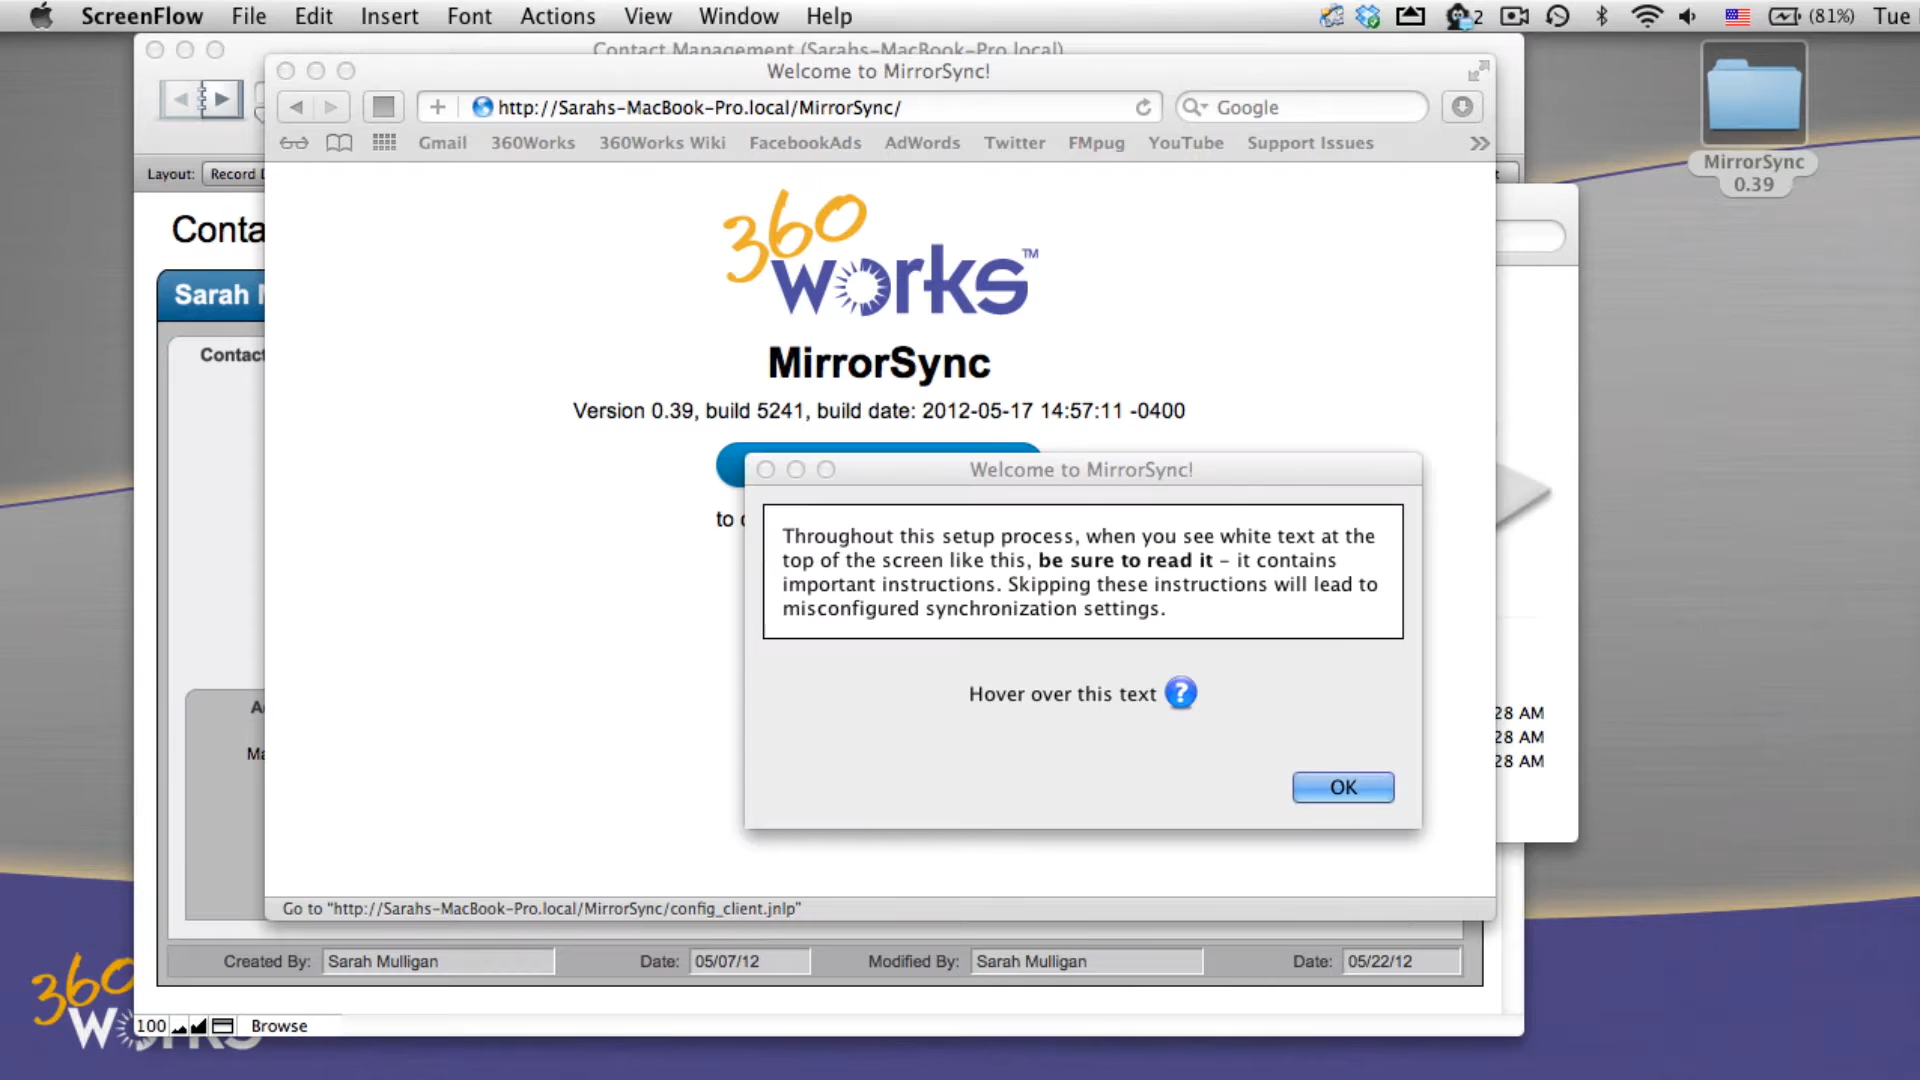 ScreenFlow File Edit Insert Font Actions View Window Help 2 (81%) Tue
Contact Management (Sarahs-MacBook-Pro.local)
Welcome to MirrorSync!
http://Sarahs-MacBook-Pro.local/MirrorSync/ Google
Gmail 360Works 360Works Wiki FacebookAds AdWords Twitter FMpug YouTube Support Issues
MirrorSync
0.39
Layout: Record
360
works™
Conta
Sarah
MirrorSync
Version 0.39, build 5241, build date: 2012-05-17 14:57:11 -0400
Contact
Welcome to MirrorSync!
to
Throughout this setup process, when you see white text at the
top of the screen like this, be sure to read it – it contains
important instructions. Skipping these instructions will lead to
misconfigured synchronization settings.
Hover over this text ?
28 AM
28 AM
28 AM
OK
Go to "http://Sarahs-MacBook-Pro.local/MirrorSync/config_client.jnlp"
Created By: Sarah Mulligan Date: 05/07/12 Modified By: Sarah Mulligan Date: 05/22/12
360
100 Browse